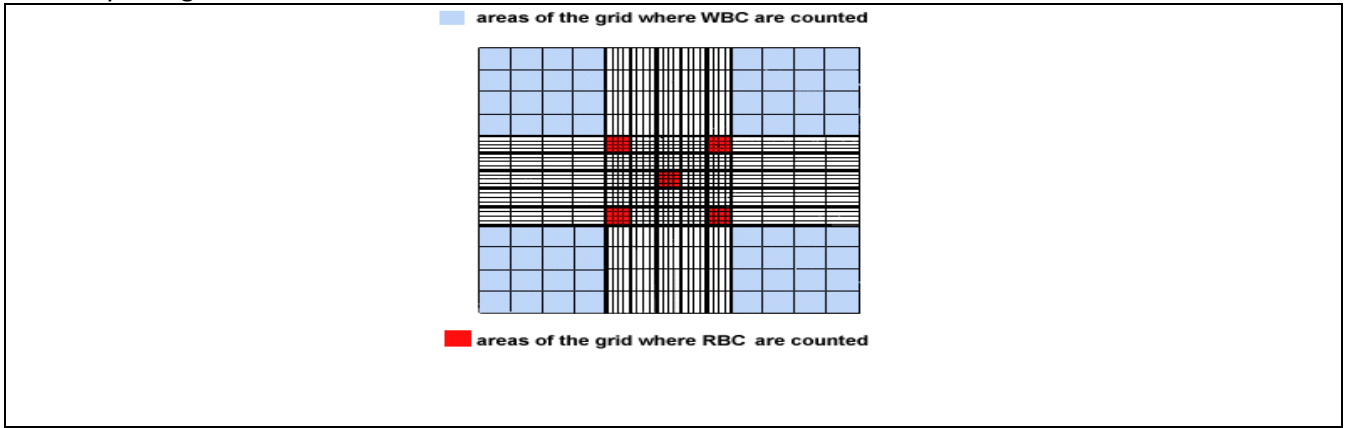 areas of the grid where WBC are counted
areas of the grid where RBC are counted